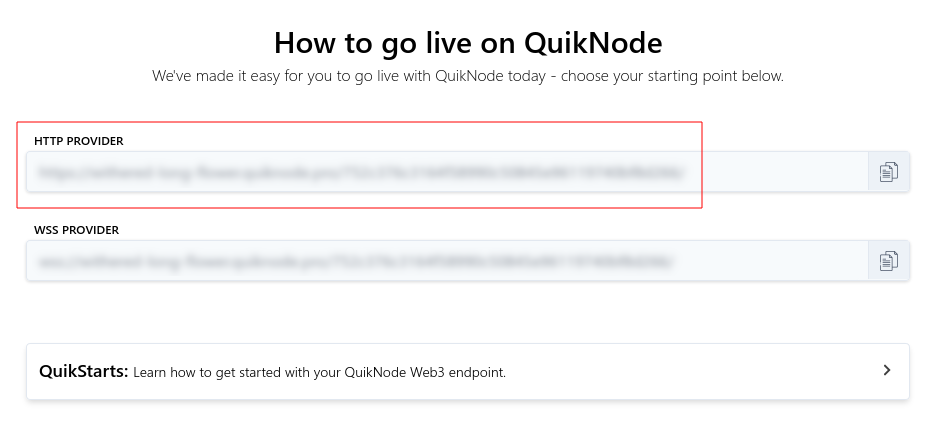 How to go live on QuikNode
We've made it easy for you to go live with QuikNode today - choose your starting point below.
HTTP PROVIDER
WSS PROVIDER
QuikStarts: Learn how to get started with your QuikNode Web3 endpoint.